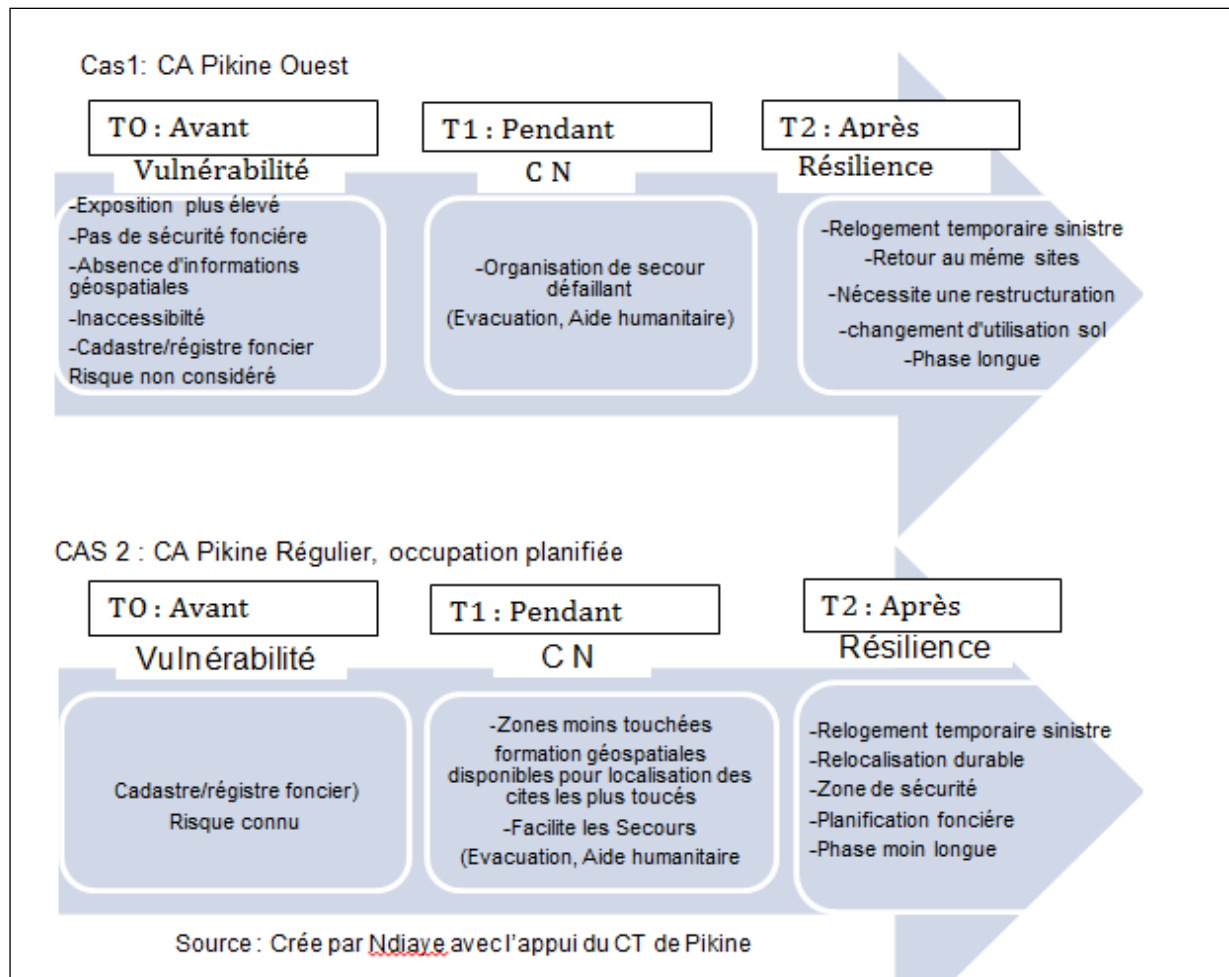 Cas1: CA Pikine Ouest
T0 : Avant
Vulnérabilité
-Exposition plus élevé
-Pas de sécurité fonciére
-Absence d'informations
géospatiales
-Inaccessibilté
-Cadastre/régistre foncier
Risque non considéré
T1 : Pendant
C N
-Organisation de secour
défaillant
(Evacuation, Aide humanitaire)
T2 : Après
Résilience
-Relogement temporaire sinistre
-Retour au méme sites
-Nécessite une restructuration
-changement d'utilisation sol
-Phase longue
CAS 2 : CA Pikine Régulier, occupation planifiée
T0 : Avant
Vulnérabilité
Cadastre/régistre foncier)
Risque connu
T1 : Pendant
C N
-Zones moins touchées
formation géospatiales
disponibles pour localisation des
cites les plus toucés
-Facilite les Secours
(Evacuation, Aide humanitaire
T2 : Après
Résilience
-Relogement temporaire sinistre
-Relocalisation durable
-Zone de sécurité
-Planification fonciére
-Phase moin longue
Source : Crée par Ndiaye avec l'appui du CT de Pikine